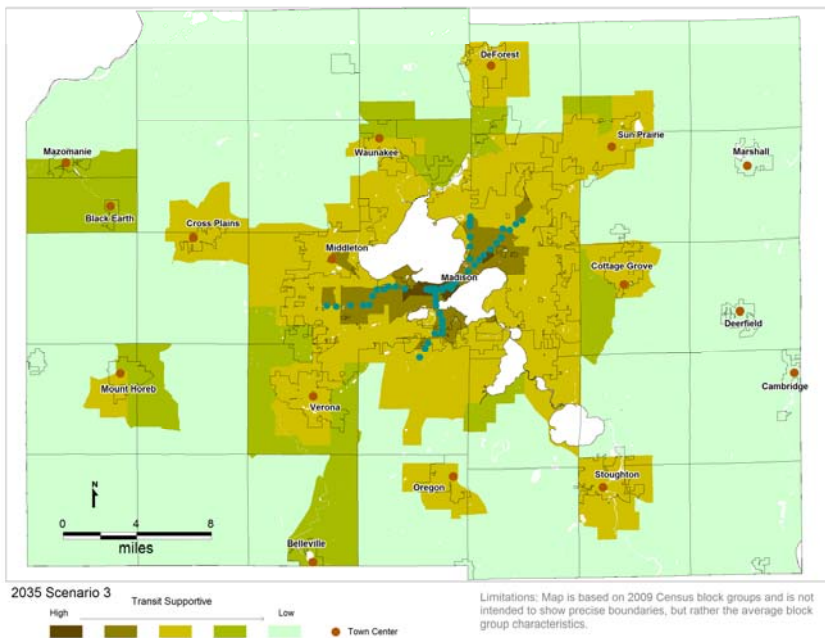 DeForest
Sun Prairie
Mazomanie
Waunakee
Marshall
Black Earth
Cross Plains
Middleton
Cottage Grove
Madison
Deerfield
Mount Horeb
Cambridge
Verona
N
Oregon
Stoughton
0 4 8
miles
Belleville
2035 Scenario 3
Transit Supportive
High Low
Town Center
Limitations: Map is based on 2009 Census block groups and is not
intended to show precise boundaries, but rather the average block
group characteristics.